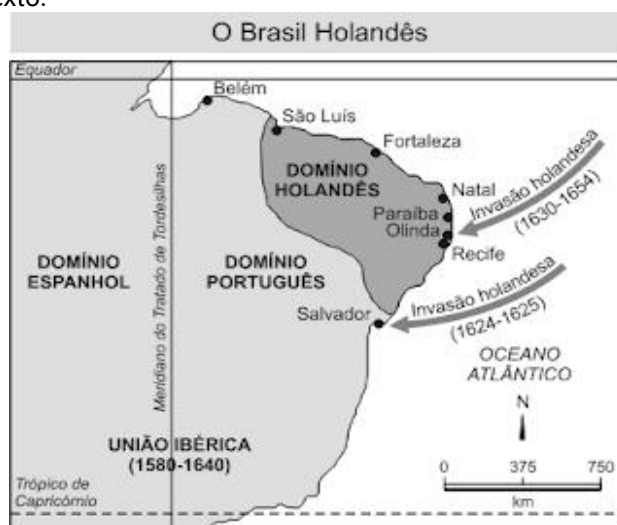 exto.
O Brasil Holandês
Equador
Belém
São Luís
Fortaleza
DOMÍNIO
HOLANDÊS
Natal
Paraíba
Olinda
Recife
Invasão holandesa
(1630-1654)
Meridiano do Tratado de Tordesilhas
DOMÍNIO
ESPANHOL
DOMÍNIO
PORTUGUÊS
Salvador
Invasão holandesa
(1624-1625)
OCEANO
ATLÂNTICO
N
UNIÃO IBÉRICA
(1580-1640)
0 375 750
km
Trópico de
Capricórnio